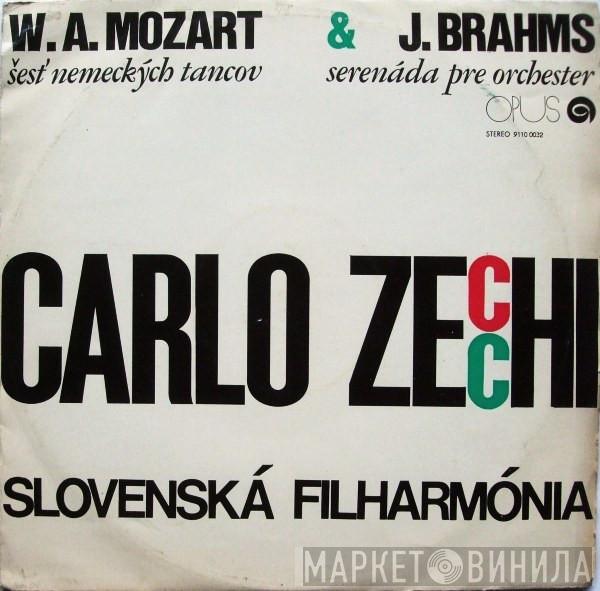 W. A. MOZART & J. BRAHMS
šesť nemeckých tancov serenáda pre orchester
OPUS
STEREO 9110 0032
CARLO ZECCHI
SLOVENSKÁ FILHARMÓNIA
МАРКЕТ ВИНИЛА